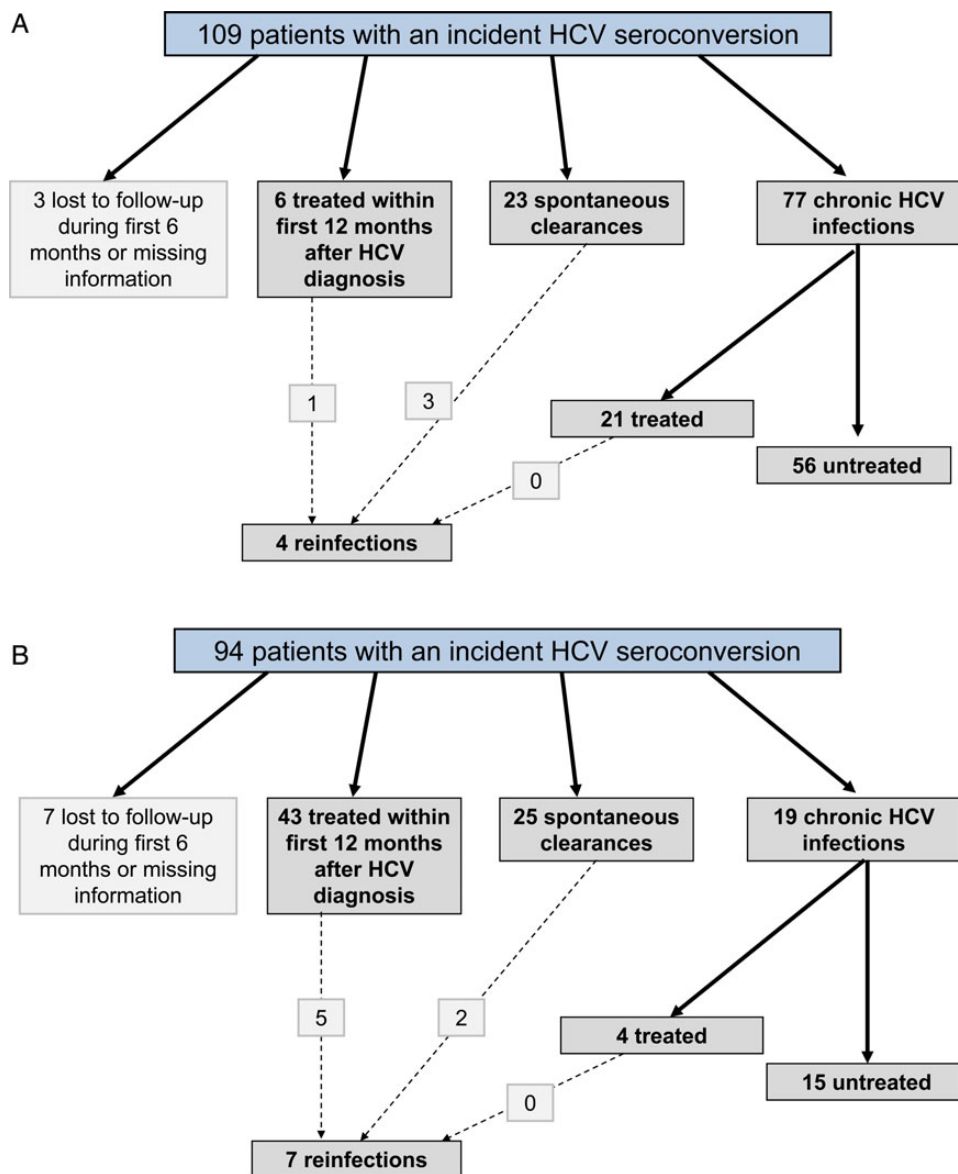 A
109 patients with an incident HCV seroconversion
3 lost to follow-up
during first 6
months or missing
information
6 treated within
first 12 months
after HCV
diagnosis
23 spontaneous
clearances
77 chronic HCV
infections
1
3
21 treated
0
56 untreated
4 reinfections
B
94 patients with an incident HCV seroconversion
7 lost to follow-up
during first 6
months or missing
information
43 treated within
first 12 months
after HCV
diagnosis
25 spontaneous
clearances
19 chronic HCV
infections
5
2
4 treated
0
15 untreated
7 reinfections